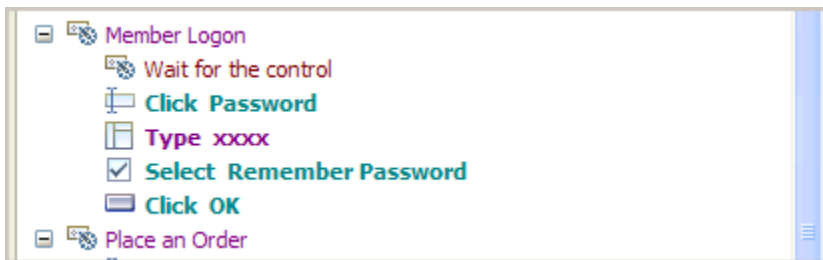 Member Logon
Wait for the control
Click Password
Type xxxx
Select Remember Password
Click OK
Place an Order